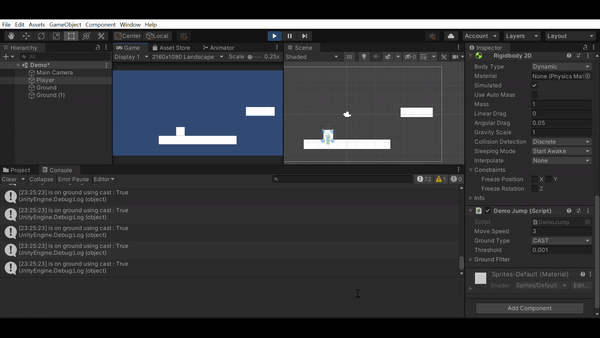 File Edit Assets GameObject Component Window Help
Center Local Account Layers Layout
Hierarchy
All
Demo*
Main Camera
Player
Ground
Ground (1)
Game Asset Store Animator
Display 1 2160x1080 Landscape Scale 0.25x
Scene
Shaded 2D
Project Console
Clear Collapse Error Pause Editor 72 1 0
UnityEngine.Debug:Log (object)
[23:25:23] is on ground using cast : True
UnityEngine.Debug:Log (object)
[23:25:23] is on ground using cast : True
UnityEngine.Debug:Log (object)
[23:25:23] is on ground using cast : True
UnityEngine.Debug:Log (object)
[23:25:23] is on ground using cast : True
UnityEngine.Debug:Log (object)
[23:25:23] is on ground using cast : True
UnityEngine.Debug:Log (object)
Inspector
Rigidbody 2D
Body Type Dynamic
Material None (Physics Mat
Simulated
Use Auto Mass
Mass 1
Linear Drag 0
Angular Drag 0.05
Gravity Scale 1
Collision Detection Discrete
Sleeping Mode Start Awake
Interpolate None
Constraints
Freeze Position X Y
Freeze Rotation Z
Info
Demo Jump (Script)
Script DemoJump
Move Speed 3
Ground Type CAST
Threshold 0.001
Ground Filter
Sprites-Default (Material)
Shader Sprites/Default Edit...
Add Component